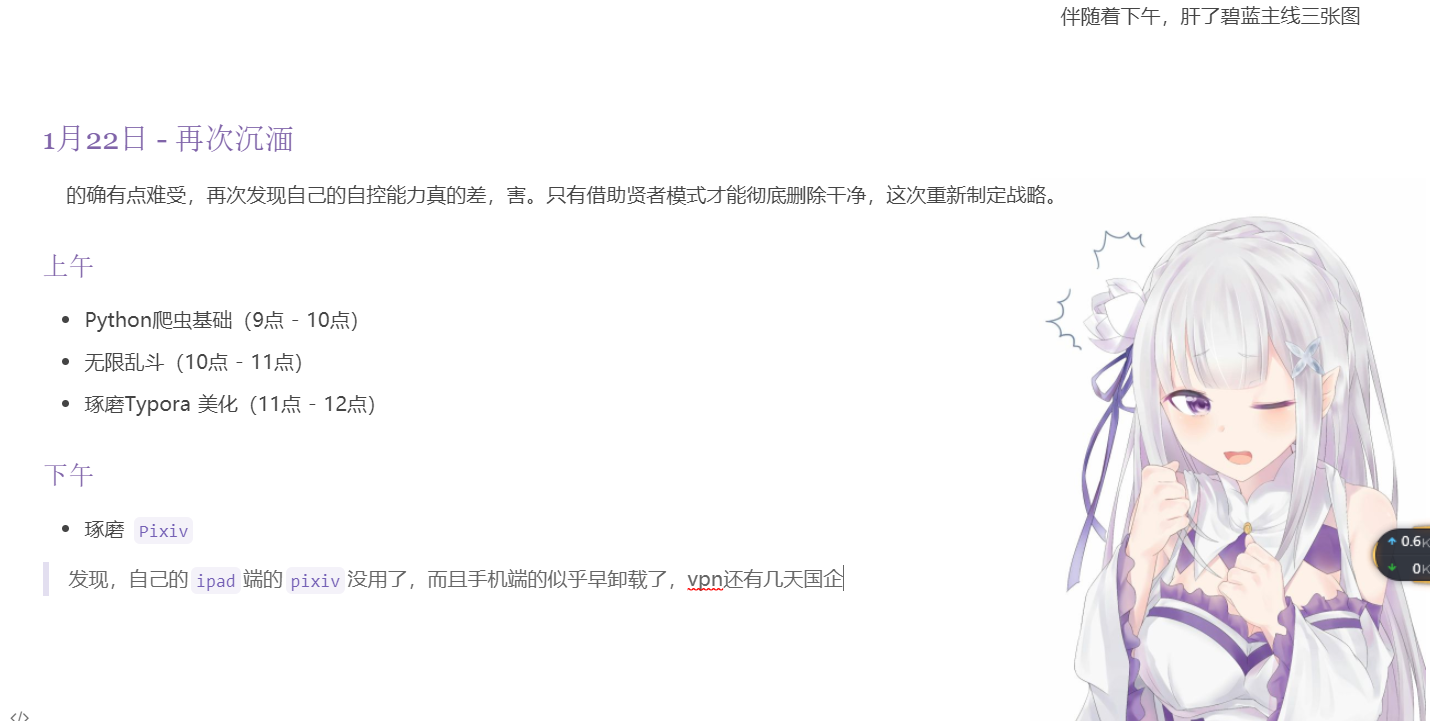 伴随着下午，肝了碧蓝主线三张图
1月22日 - 再次沉湎
的确有点难受，再次发现自己的自控能力真的差，害。只有借助贤者模式才能彻底删除干净，这次重新制定战略。
上午
Python爬虫基础（9点 - 10点）
无限乱斗（10点 - 11点）
琢磨Typora 美化（11点 - 12点）
下午
琢磨 Pixiv
发现，自己的 ipad 端的 pixiv 没用了，而且手机端的似乎早卸载了，vpn还有几天国企
0.6K
0K